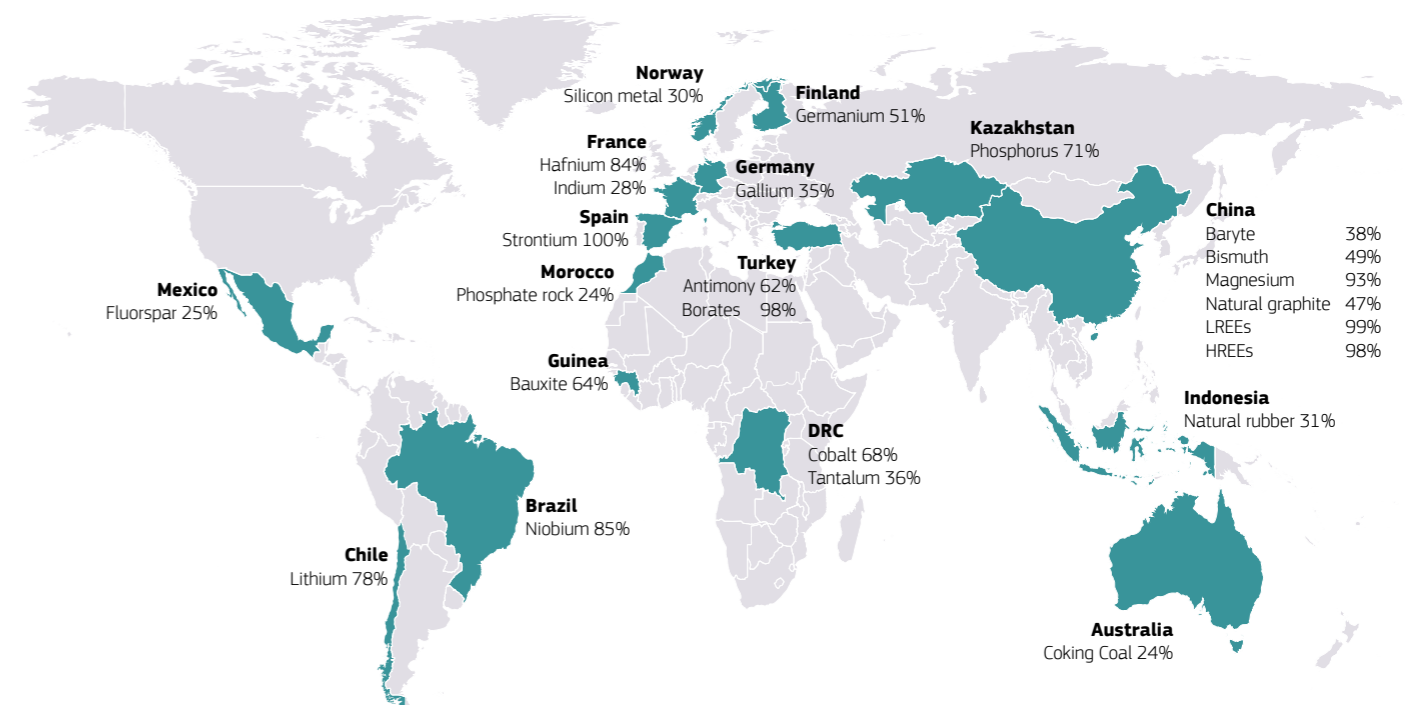 Norway
Silicon metal 30%
Finland
Germanium 51%
Kazakhstan
Phosphorus 71%
France
Hafnium 84%
Indium 28%
Germany
Gallium 35%
Spain
Strontium 100%
China
Baryte 38%
Bismuth 49%
Magnesium 93%
Natural graphite 47%
LREEs 99%
HREEs 98%
Morocco
Phosphate rock 24%
Turkey
Antimony 62%
Borates 98%
Mexico
Fluorspar 25%
Guinea
Bauxite 64%
Indonesia
Natural rubber 31%
DRC
Cobalt 68%
Tantalum 36%
Brazil
Niobium 85%
Chile
Lithium 78%
Australia
Coking Coal 24%